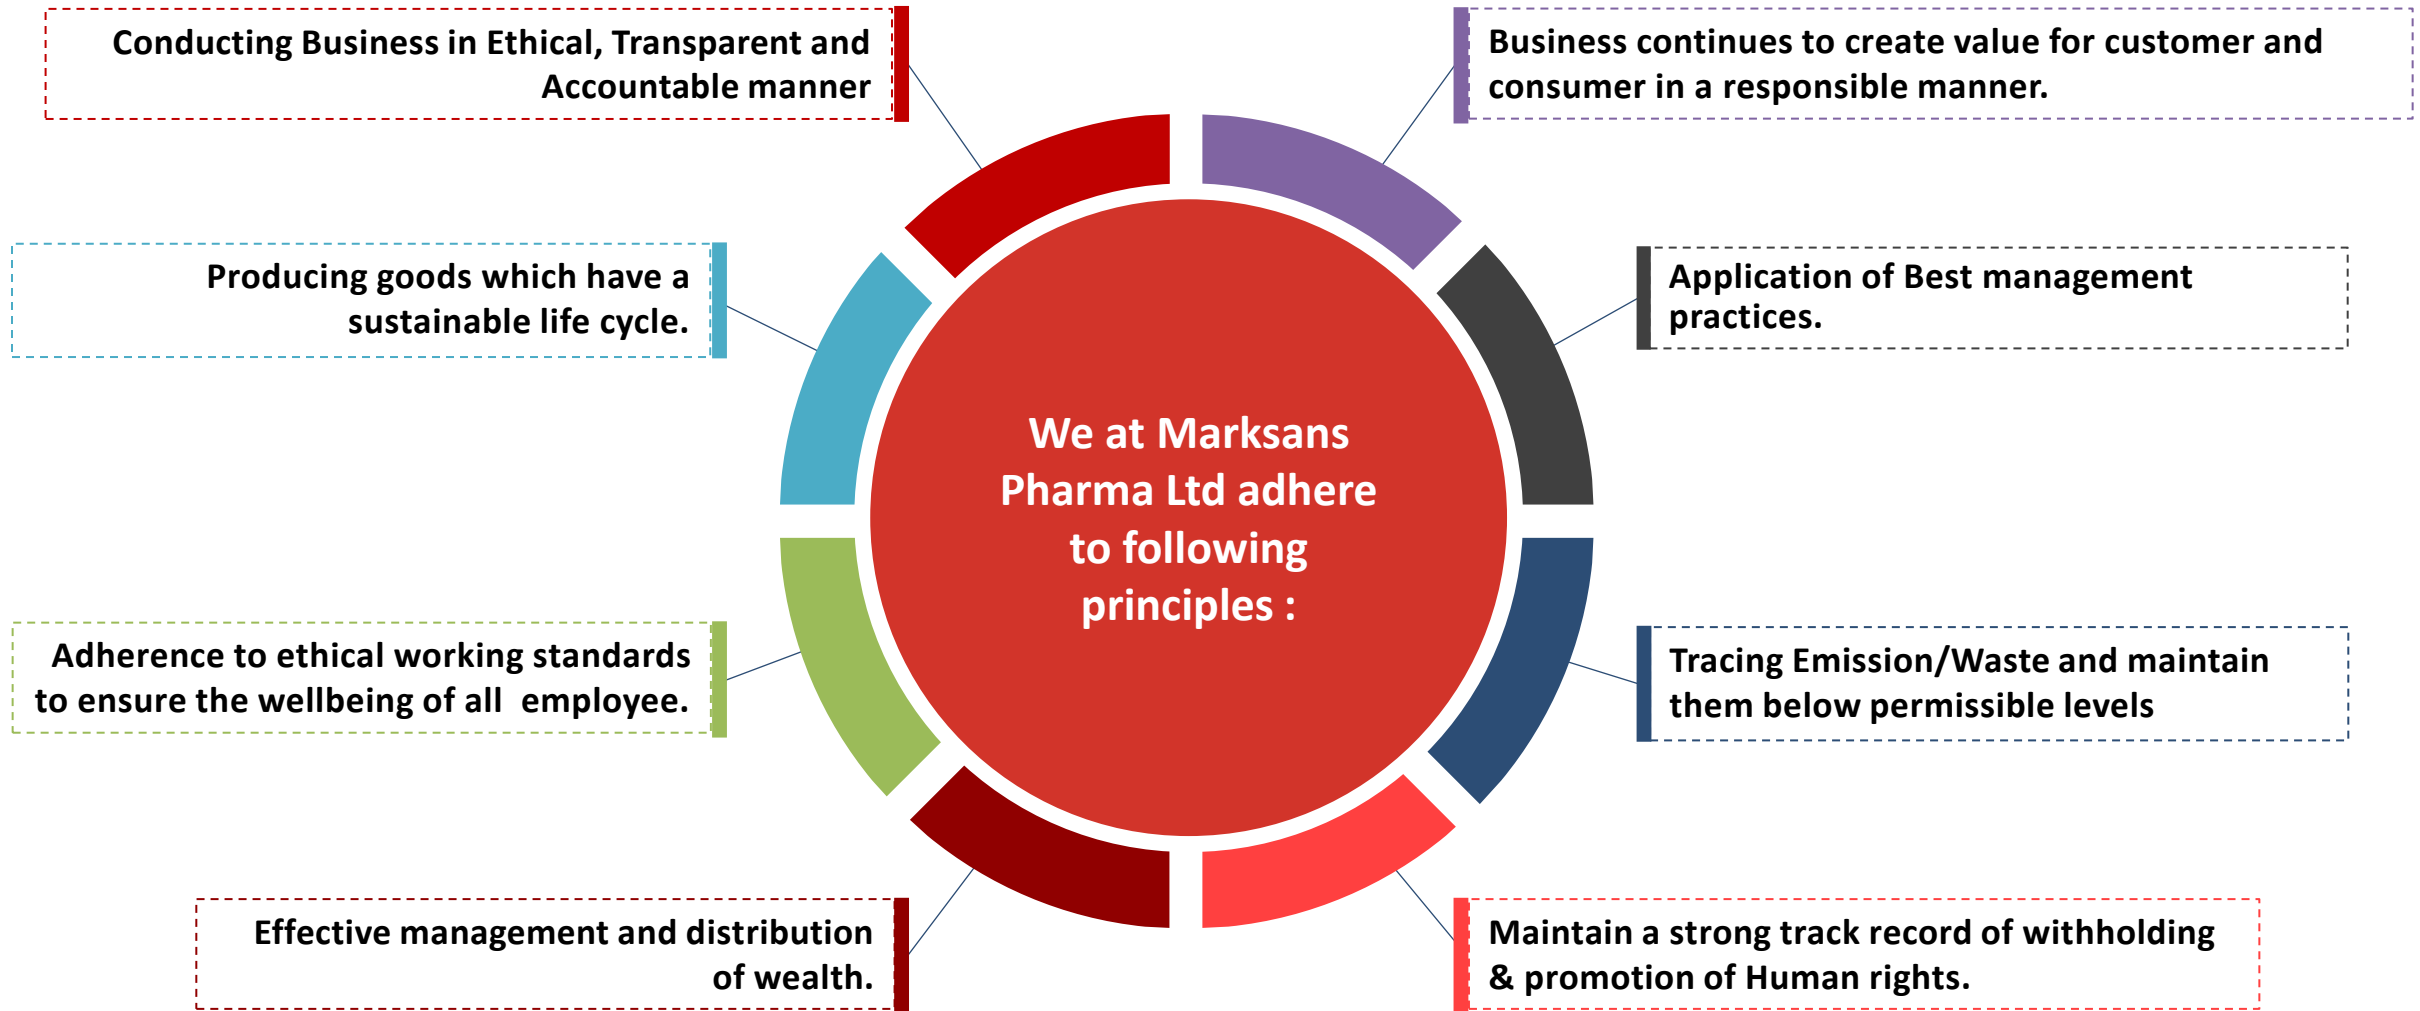 Conducting Business in Ethical, Transparent and
Accountable manner
Business continues to create value for customer and
consumer in a responsible manner.
Producing goods which have a
sustainable life cycle.
Application of Best management
practices.
We at Marksans
Pharma Ltd adhere
to following
principles :
Adherence to ethical working standards
to ensure the wellbeing of all  employee.
Tracing Emission/Waste and maintain
them below permissible levels
Effective management and distribution
of wealth.
Maintain a strong track record of withholding
& promotion of Human rights.